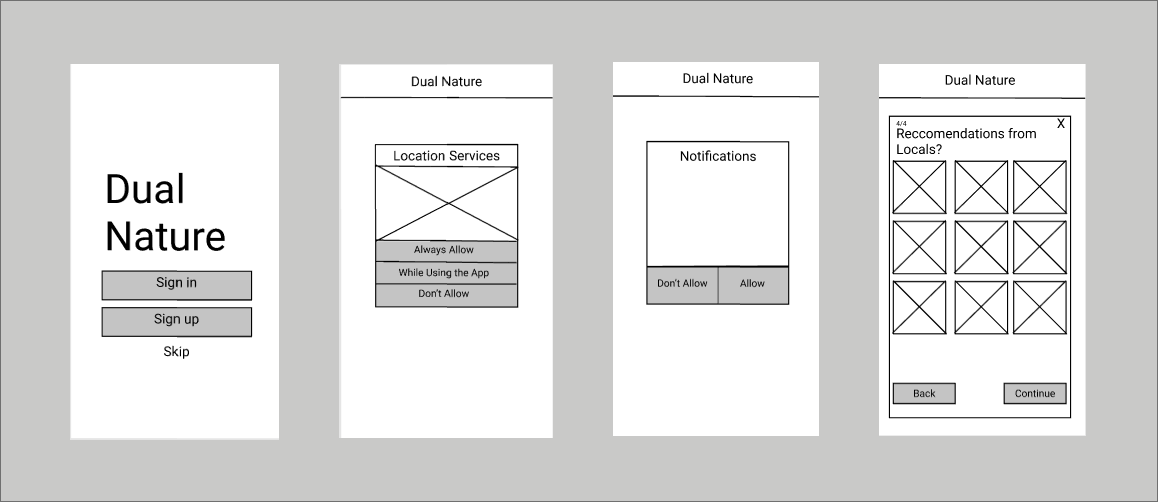 Dual
Nature
Sign in
Sign up
Skip
Dual Nature
Location Services
Always Allow
While Using the App
Don't Allow
Dual Nature
Notifications
Don't Allow
Allow
Dual Nature
4/4
X
Reccomendations from
Locals?
Back
Continue